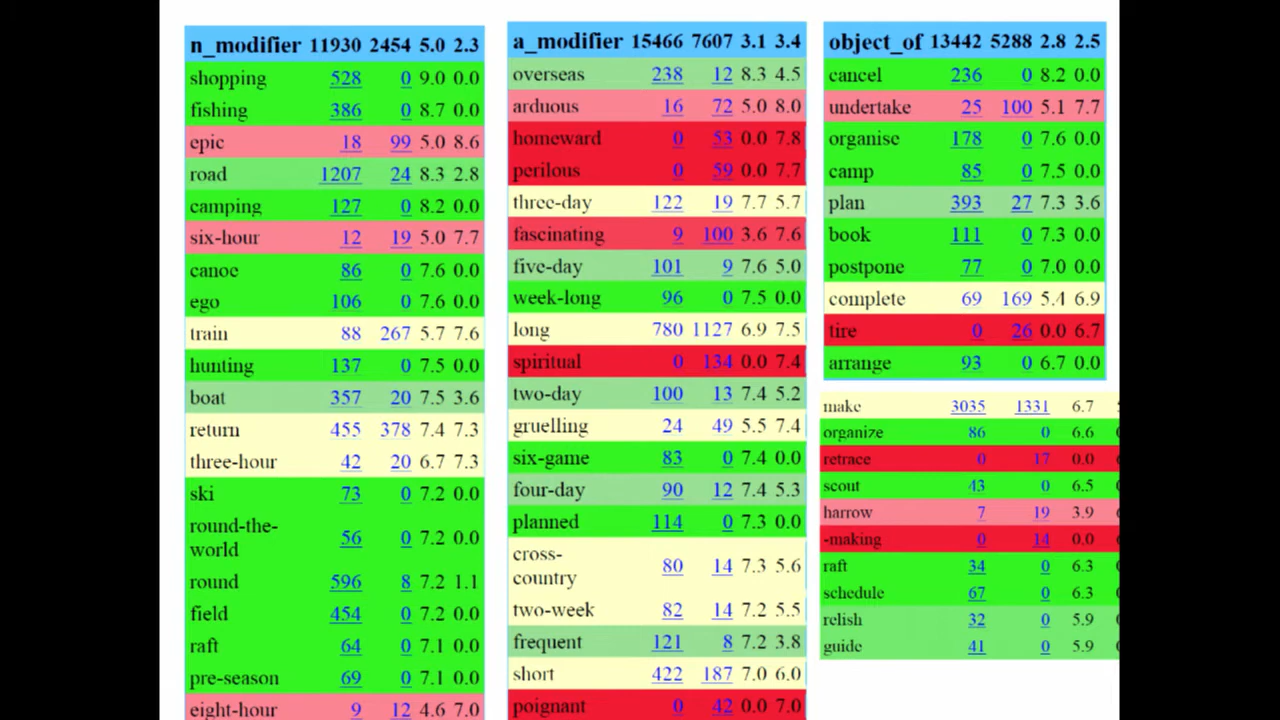 n_modifier 11930 2454 5.0 2.3
shopping 528 0 9.0 0.0
fishing 386 0 8.7 0.0
epic 18 99 5.0 8.6
road 1207 24 8.3 2.8
camping 127 0 8.2 0.0
six-hour 12 19 5.0 7.7
canoe 86 0 7.6 0.0
ego 106 0 7.6 0.0
train 88 267 5.7 7.6
hunting 137 0 7.5 0.0
boat 357 20 7.5 3.6
return 455 378 7.4 7.3
three-hour 42 20 6.7 7.3
ski 73 0 7.2 0.0
round-the-
world 56 0 7.2 0.0
round 596 8 7.2 1.1
field 454 0 7.2 0.0
raft 64 0 7.1 0.0
pre-season 69 0 7.1 0.0
eight-hour 9 12 4.6 7.0
a_modifier 15466 7607 3.1 3.4
overseas 238 12 8.3 4.5
arduous 16 72 5.0 8.0
homeward 0 53 0.0 7.8
perilous 0 59 0.0 7.7
three-day 122 19 7.7 5.7
fascinating 9 100 3.6 7.6
five-day 101 9 7.6 5.0
week-long 96 0 7.5 0.0
long 780 1127 6.9 7.5
spiritual 0 134 0.0 7.4
two-day 100 13 7.4 5.2
gruelling 24 49 5.5 7.4
six-game 83 0 7.4 0.0
four-day 90 12 7.4 5.3
planned 114 0 7.3 0.0
cross-
country 80 14 7.3 5.6
two-week 82 14 7.2 5.5
frequent 121 8 7.2 3.8
short 422 187 7.0 6.0
poignant 0 42 0.0 7.0
object_of 13442 5288 2.8 2.5
cancel 236 0 8.2 0.0
undertake 25 100 5.1 7.7
organise 178 0 7.6 0.0
camp 85 0 7.5 0.0
plan 393 27 7.3 3.6
book 111 0 7.3 0.0
postpone 77 0 7.0 0.0
complete 69 169 5.4 6.9
tire 0 26 0.0 6.7
arrange 93 0 6.7 0.0
make 3035 1331 6.7
organize 86 0 6.6
retrace 0 17 0.0
scout 43 0 6.5
harrow 7 19 3.9
-making 0 14 0.0
raft 34 0 6.3
schedule 67 0 6.3
relish 32 0 5.9
guide 41 0 5.9